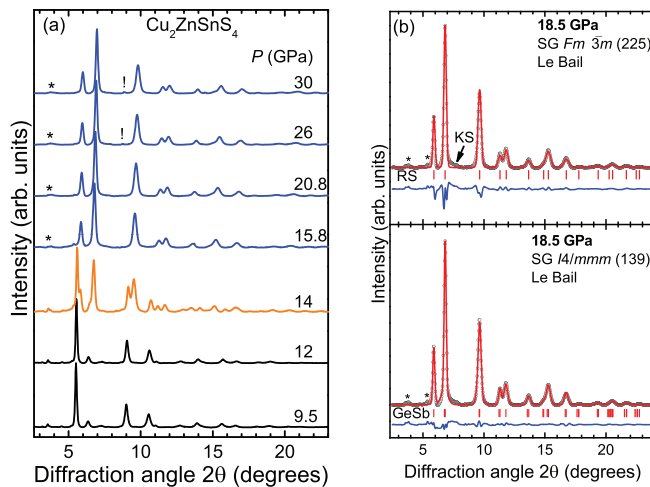 (a)
Cu₂ZnSnS₄
P (GPa)
* ! 30
* ! 26
* 20.8
* 15.8
14
12
9.5
Intensity (arb. units)
5 10 15 20
Diffraction angle 2θ (degrees)
(b)
18.5 GPa
SG Fm 3̅m (225)
Le Bail
KS
* *
RS
18.5 GPa
SG I4/mmm (139)
Le Bail
* *
GeSb
Intensity (arb. units)
5 10 15 20
Diffraction angle 2θ (degrees)